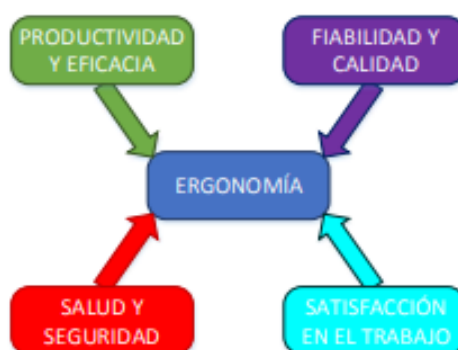 PRODUCTIVIDAD
Y EFICACIA
FIABILIDAD Y
CALIDAD
ERGONOMÍA
SALUD Y
SEGURIDAD
SATISFACCIÓN
EN EL TRABAJO